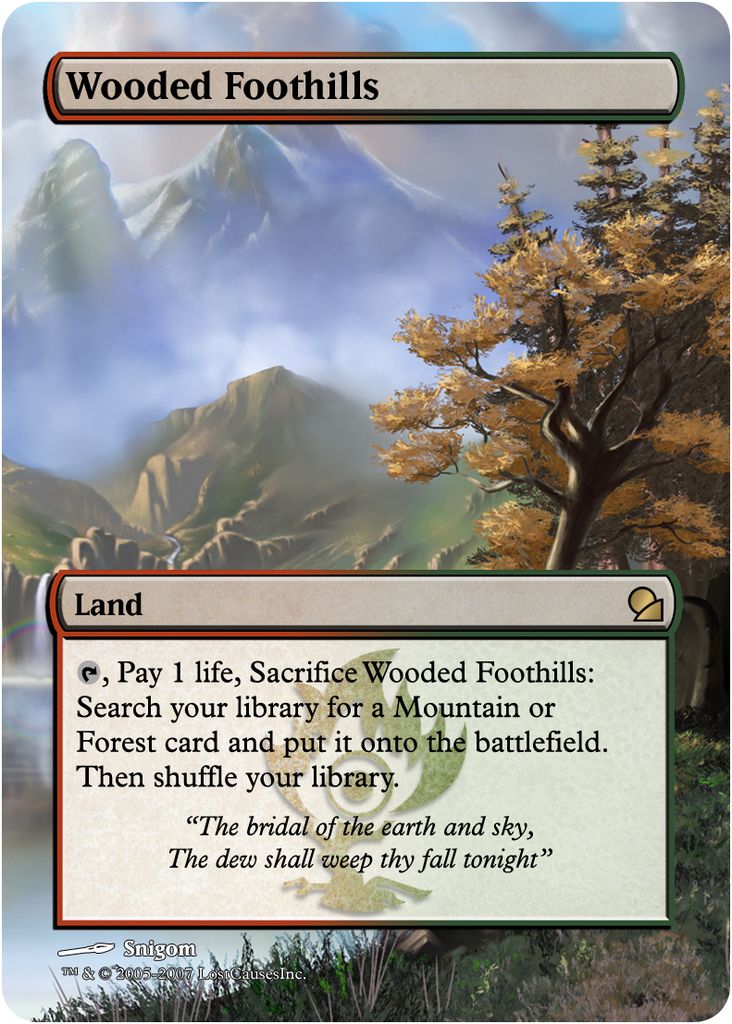 Wooded Foothills
Land
, Pay 1 life, Sacrifice Wooded Foothills:
Search your library for a Mountain or
Forest card and put it onto the battlefield.
Then shuffle your library.
“The bridal of the earth and sky,
The dew shall weep thy fall tonight”
Snigom
™ & © 2005-2007 LostCausesInc.